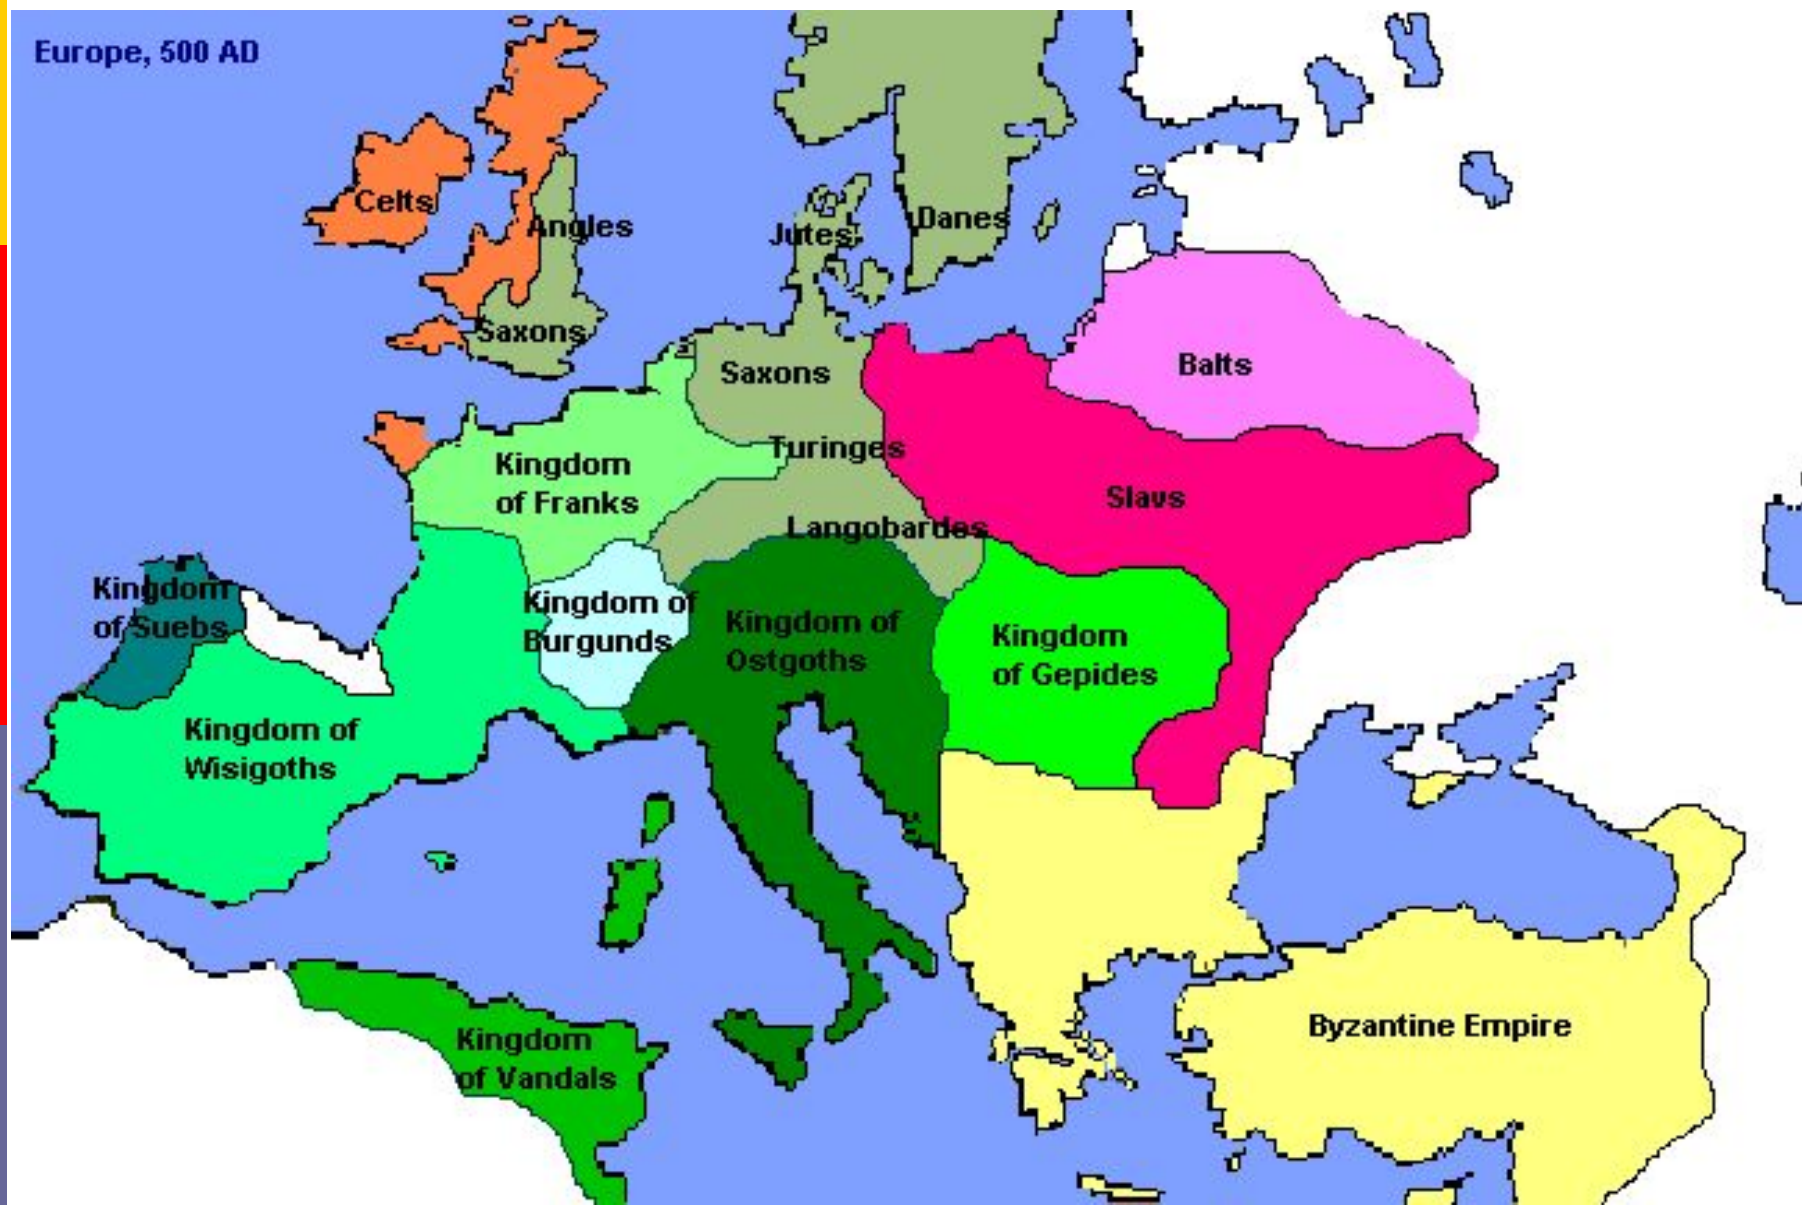 Europe, 500 AD
Celts
Angles
Jutes
Danes
Saxons
Saxons
Balts
Turinges
Kingdom
of Franks
Slavs
Langobardes
Kingdom
of Suebs
Kingdom of
Burgunds
Kingdom of
Ostgoths
Kingdom
of Gepides
Kingdom of
Wisigoths
Kingdom
of Vandals
Byzantine Empire